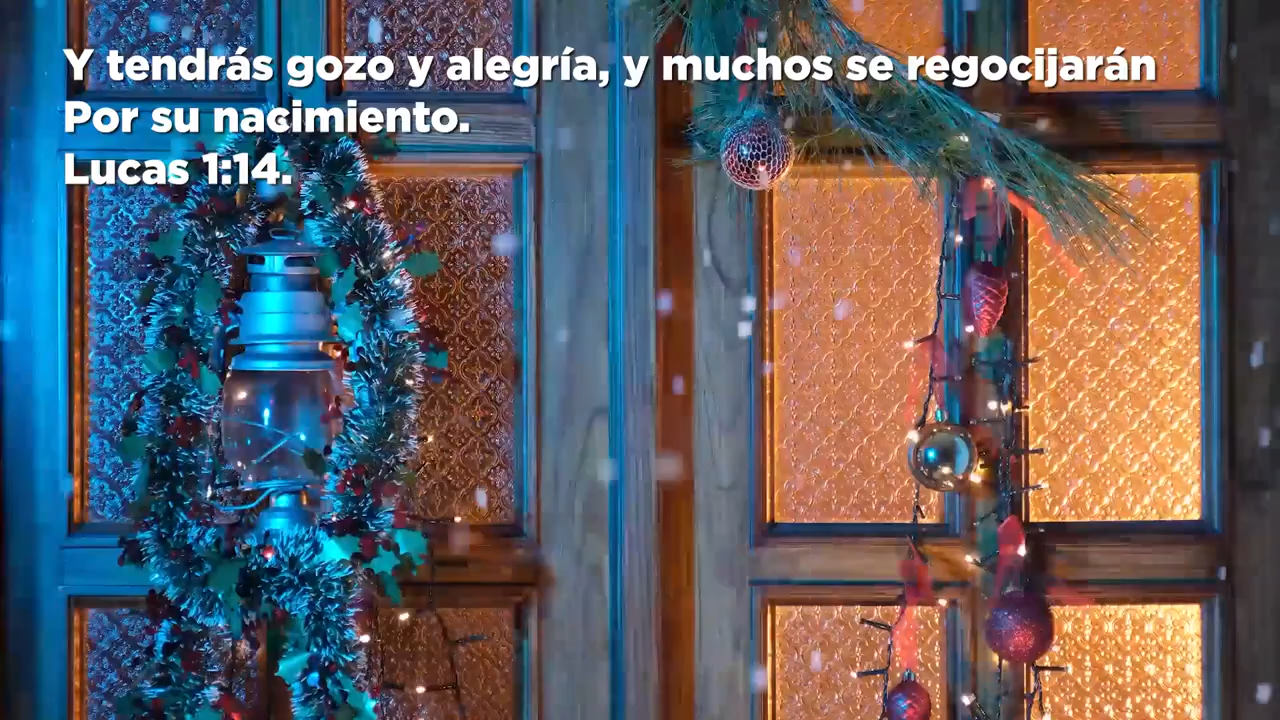 Y tendrás gozo y alegría, y muchos se regocijarán
Por su nacimiento.
Lucas 1:14.